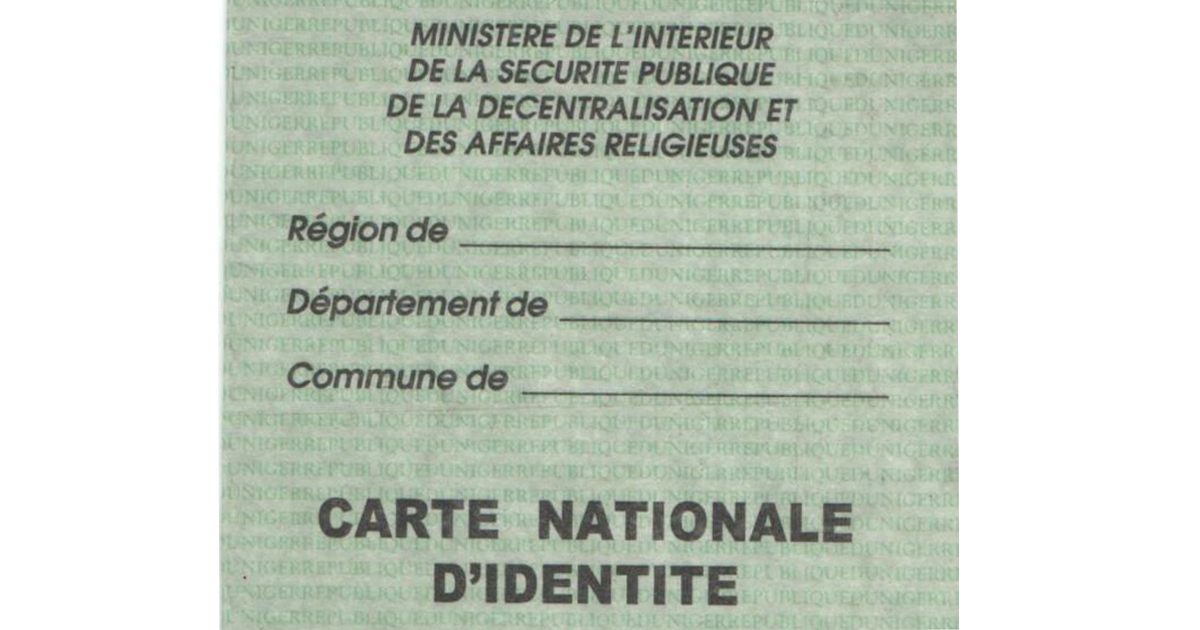 MINISTERE DE L'INTERIEUR
DE LA SECURITE PUBLIQUE
DE LA DECENTRALISATION ET
DES AFFAIRES RELIGIEUSES
Région de
Département de
Commune de
CARTE NATIONALE
D'IDENTITE